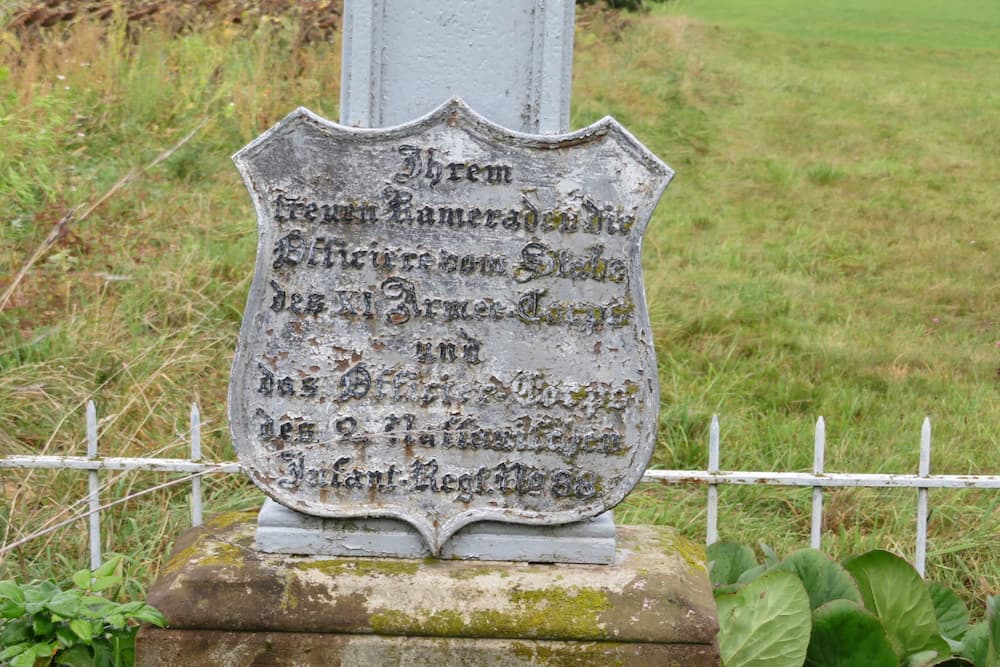 Ihrem
treuen Kameraden die
Officiere vom Stabe
des XI Armee-Corps
und
das Officier-Corps
des 2 Nassauischen
Infant-Regt No 88